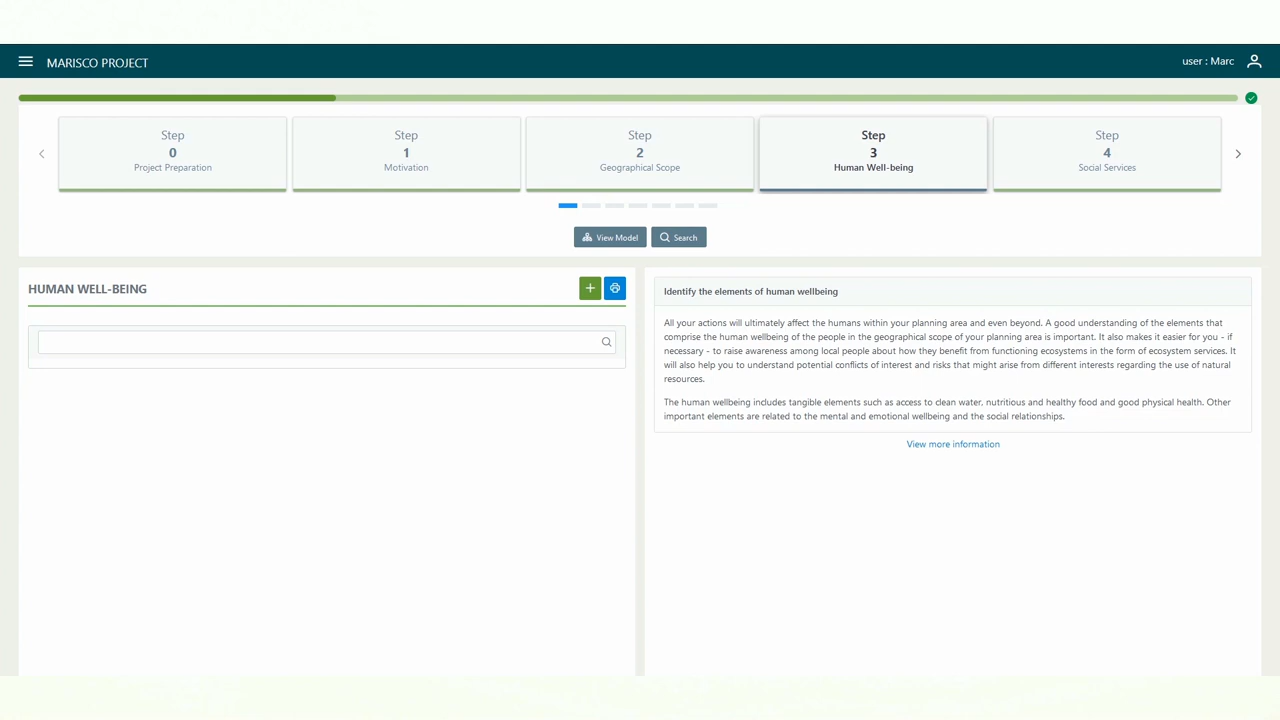 MARISCO PROJECT
user : Marc
Step
0
Project Preparation
Step
1
Motivation
Step
2
Geographical Scope
Step
3
Human Well-being
Step
4
Social Services
View Model
Search
HUMAN WELL-BEING
Identify the elements of human wellbeing
All your actions will ultimately affect the humans within your planning area and even beyond. A good understanding of the elements that
comprise the human wellbeing of the people in the geographical scope of your planning area is important. It also makes it easier for you - if
necessary - to raise awareness among local people about how they benefit from functioning ecosystems in the form of ecosystem services. It
will also help you to understand potential conflicts of interest and risks that might arise from different interests regarding the use of natural
resources.
The human wellbeing includes tangible elements such as access to clean water, nutritious and healthy food and good physical health. Other
important elements are related to the mental and emotional wellbeing and the social relationships.
View more information